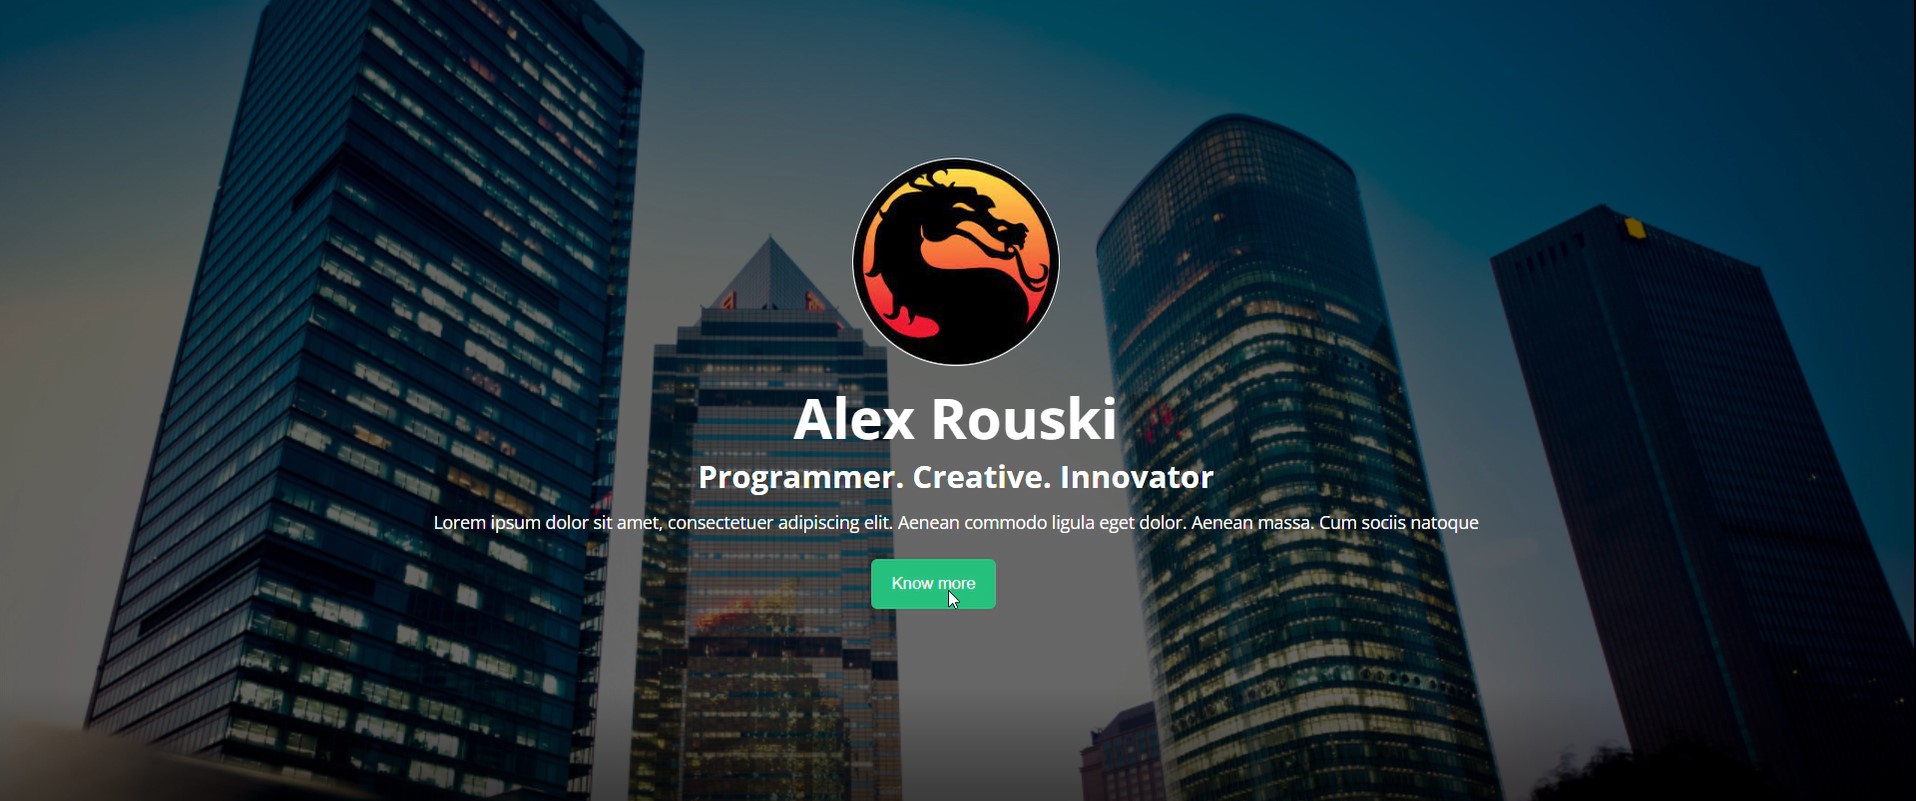 Alex Rouski
Programmer. Creative. Innovator
Lorem ipsum dolor sit amet, consectetuer adipiscing elit. Aenean commodo ligula eget dolor. Aenean massa. Cum sociis natoque
Know more